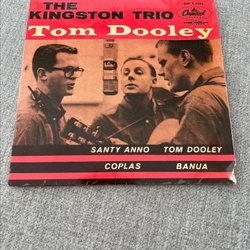 THE
KINGSTON TRIO
Tom Dooley
Capitol
SANTY ANNO TOM DOOLEY
COPLAS BANUA